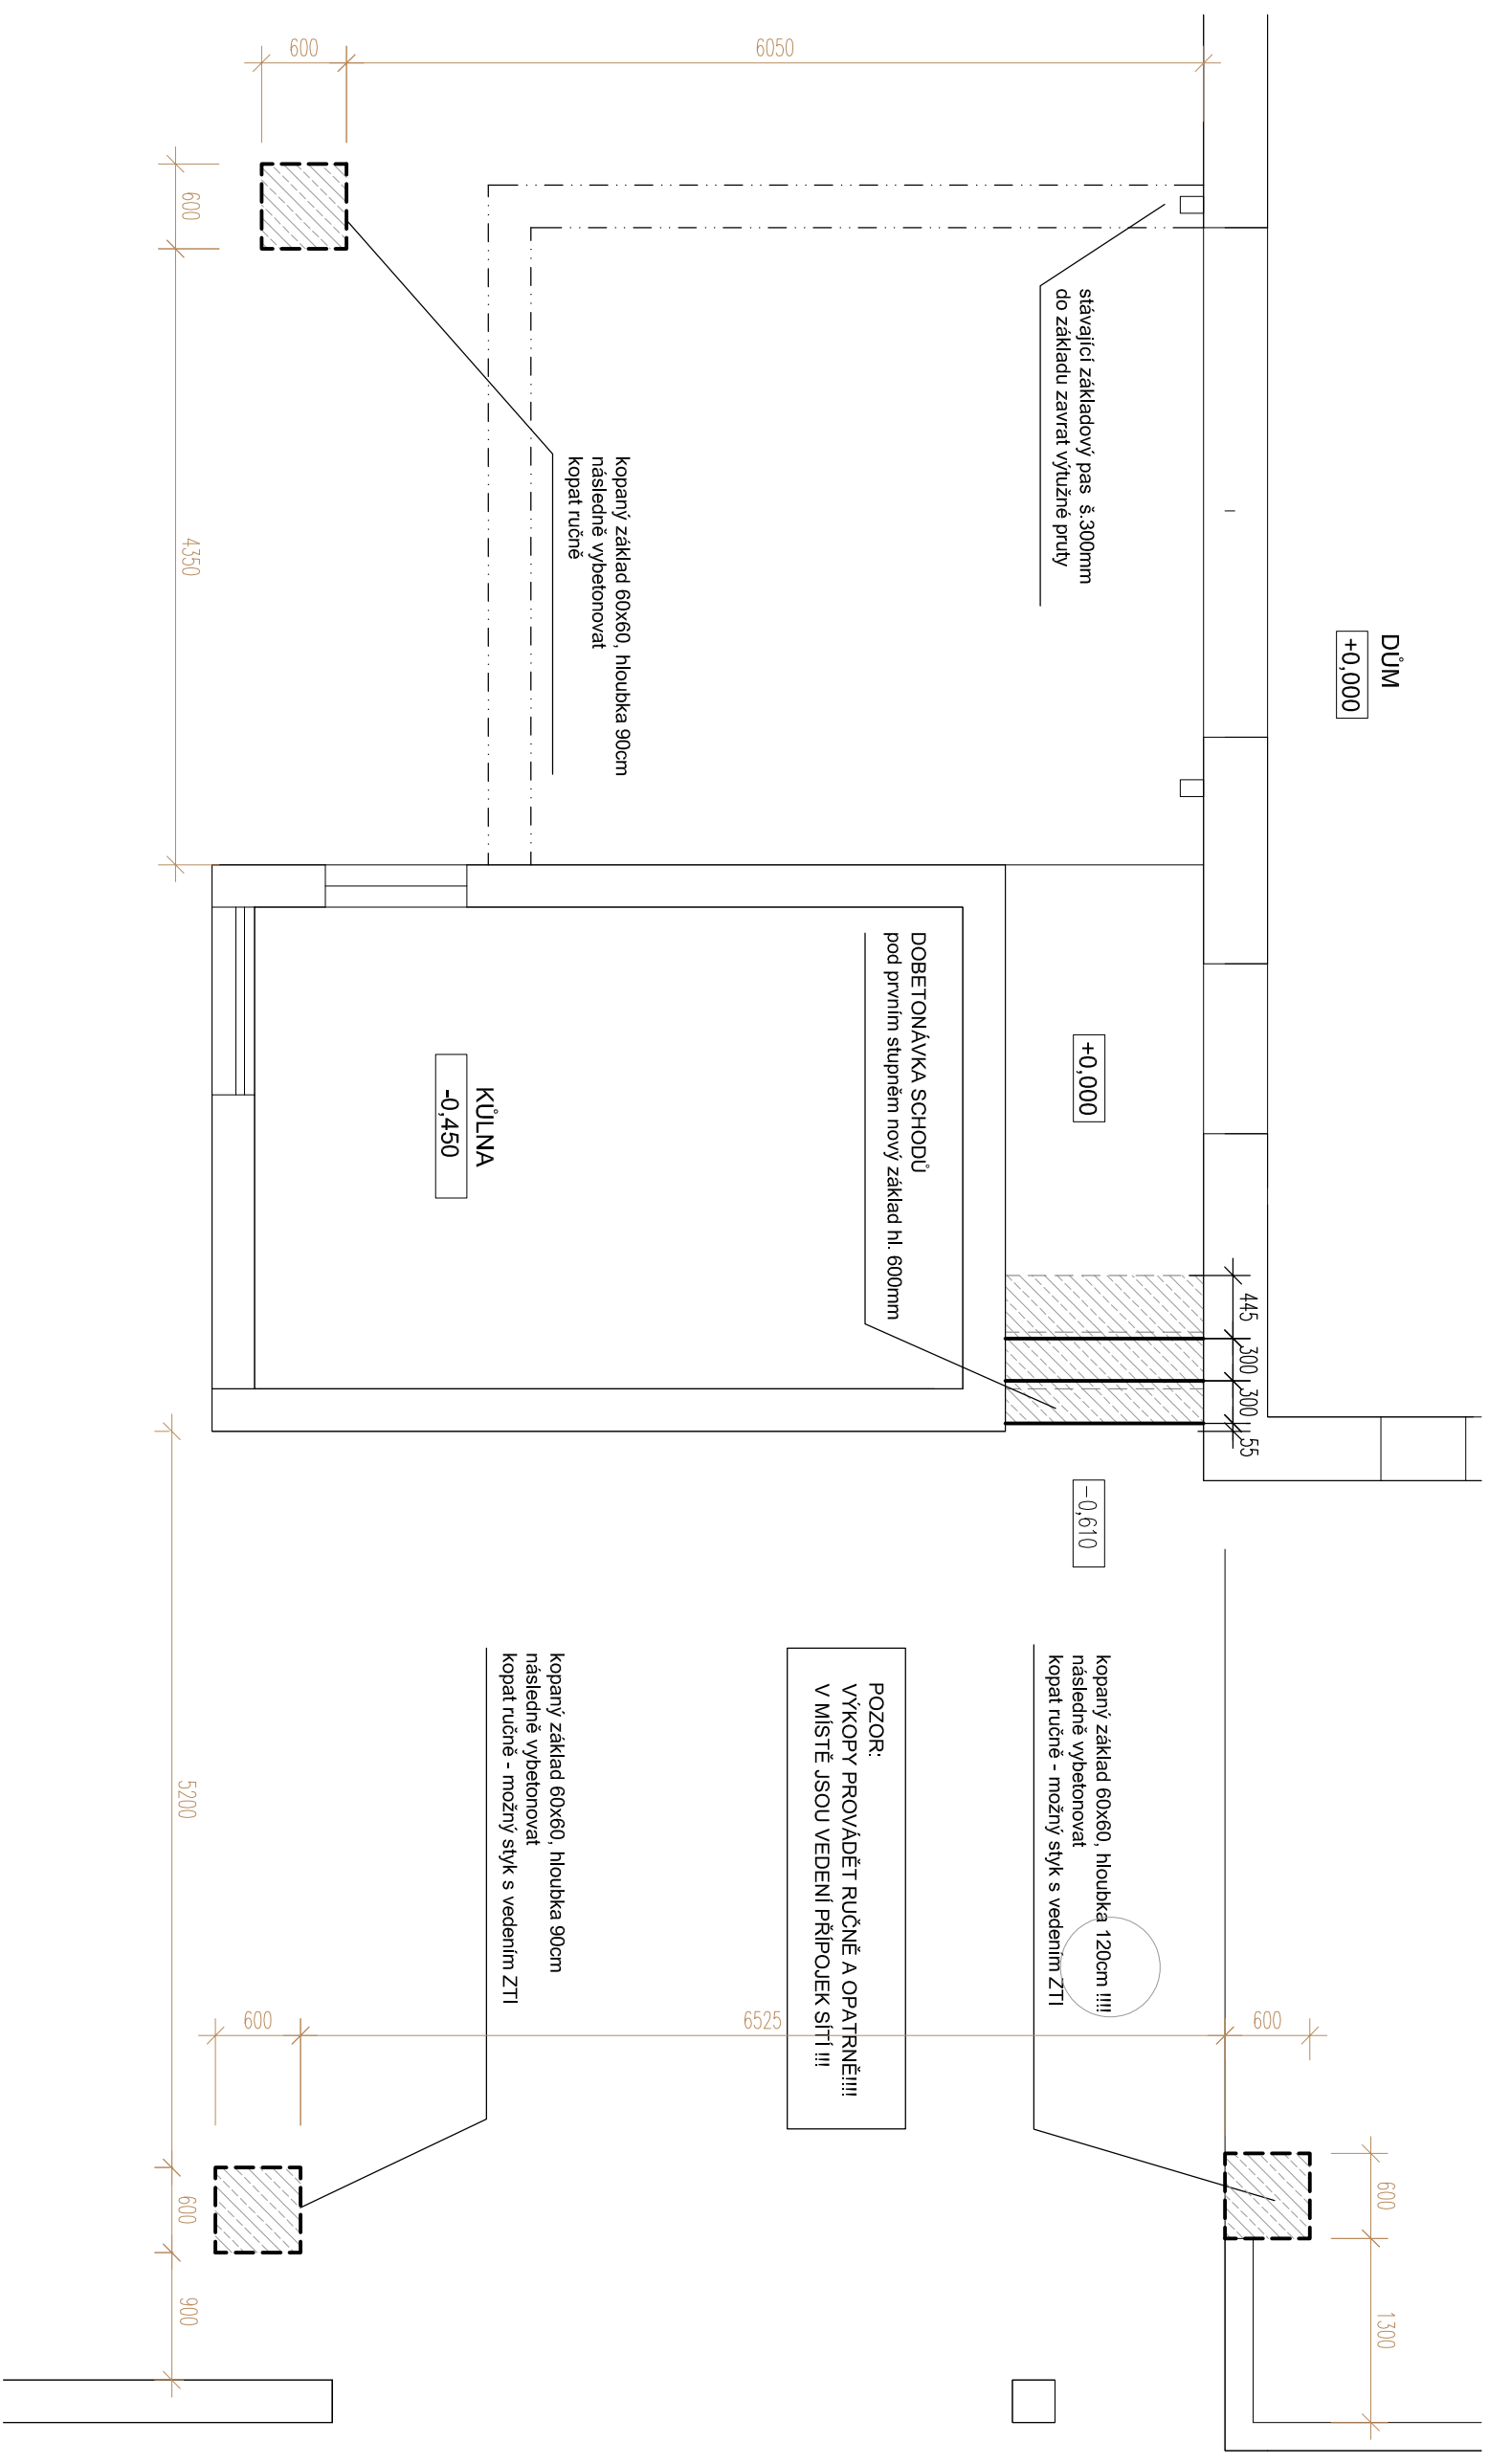 DŮM
+0,000
stávající základový pas š.300mm
do základu zavrat výtužné pruty
kopaný základ 60x60, hloubka 90cm
následně vybetonovat
kopat ručně
+0,000
DOBETONÁVKA SCHODŮ
pod prvním stupněm nový základ hl. 600mm
KŮLNA
-0,450
-0,610
kopaný základ 60x60, hloubka 120cm !!!!
následně vybetonovat
kopat ručně - možný styk s vedením ZTI
POZOR:
VÝKOPY PROVÁDĚT RUČNĚ A OPATRNĚ!!!!
V MÍSTĚ JSOU VEDENÍ PŘÍPOJEK SÍTÍ !!!
kopaný základ 60x60, hloubka 90cm
následně vybetonovat
kopat ručně - možný styk s vedením ZTI
600
6050
600
4350
445
300
300
55
5200
600
900
600
6525
600
600
1300